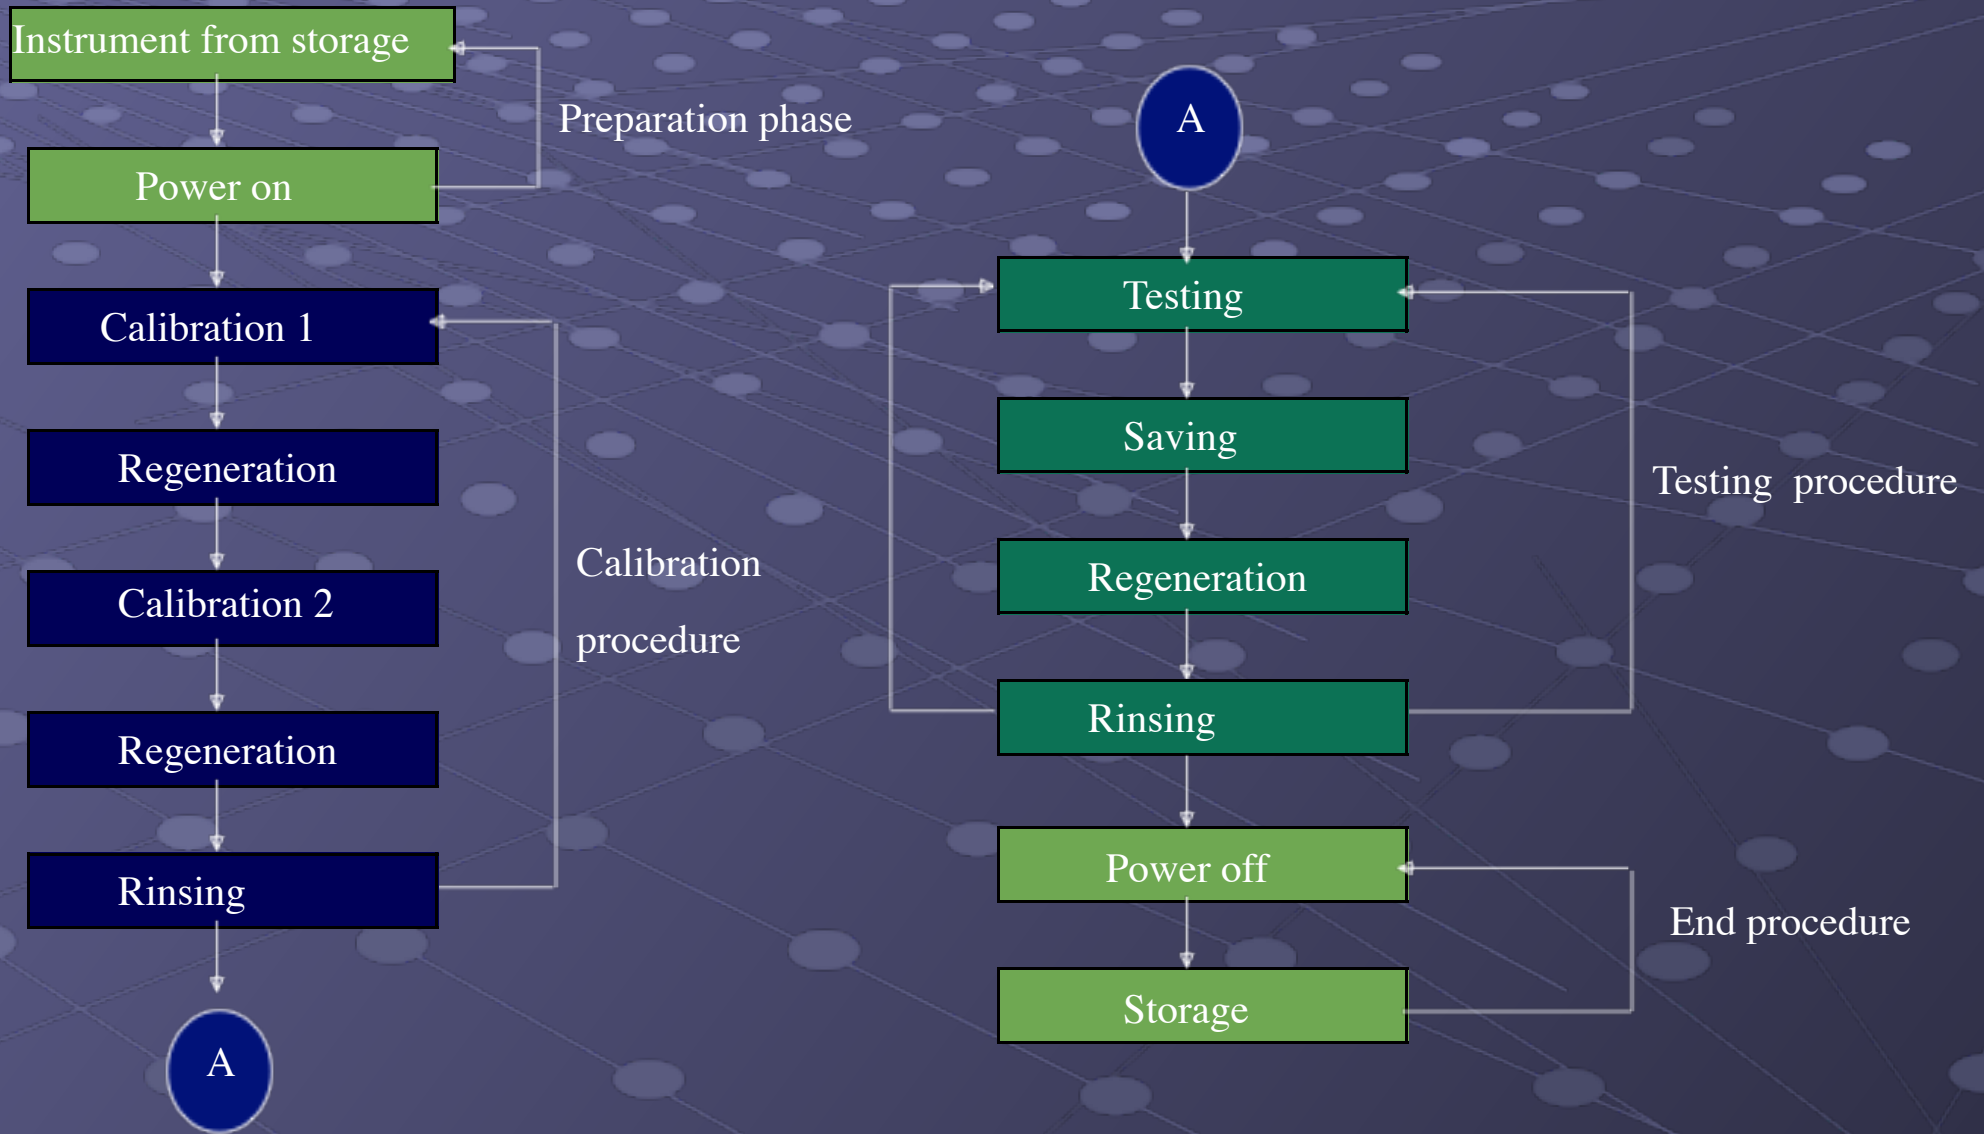 Instrument from storage
Preparation phase
Power on
Calibration 1
Regeneration
Calibration 2
Calibration
procedure
Regeneration
Rinsing
A
A
Testing
Saving
Testing  procedure
Regeneration
Rinsing
Power off
End procedure
Storage